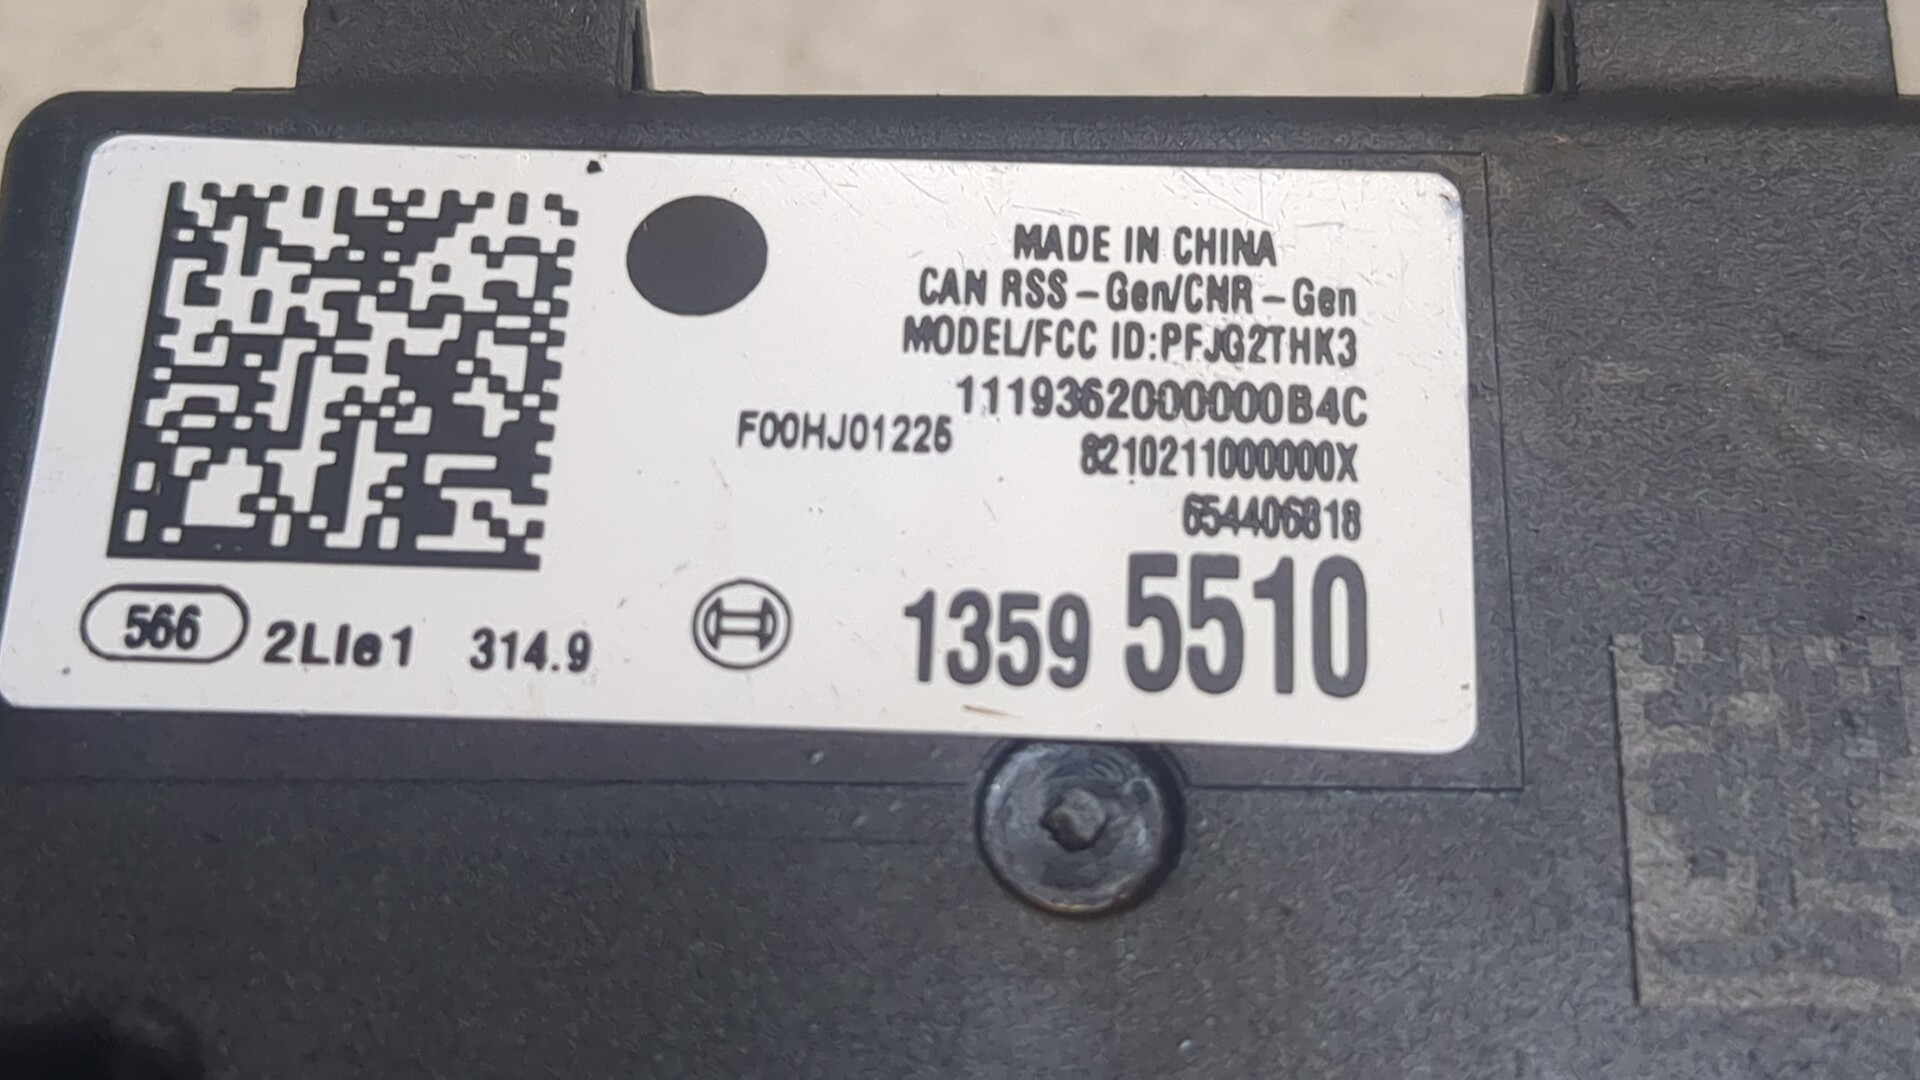 MADE IN CHINA
CAN RSS-Gen/CNR-Gen
MODEL/FCC ID:PFJG2THK3
1119362000000B4C
F00HJ01226
8210211000000X
654406818
566 2LIe1 314.9
1359 5510